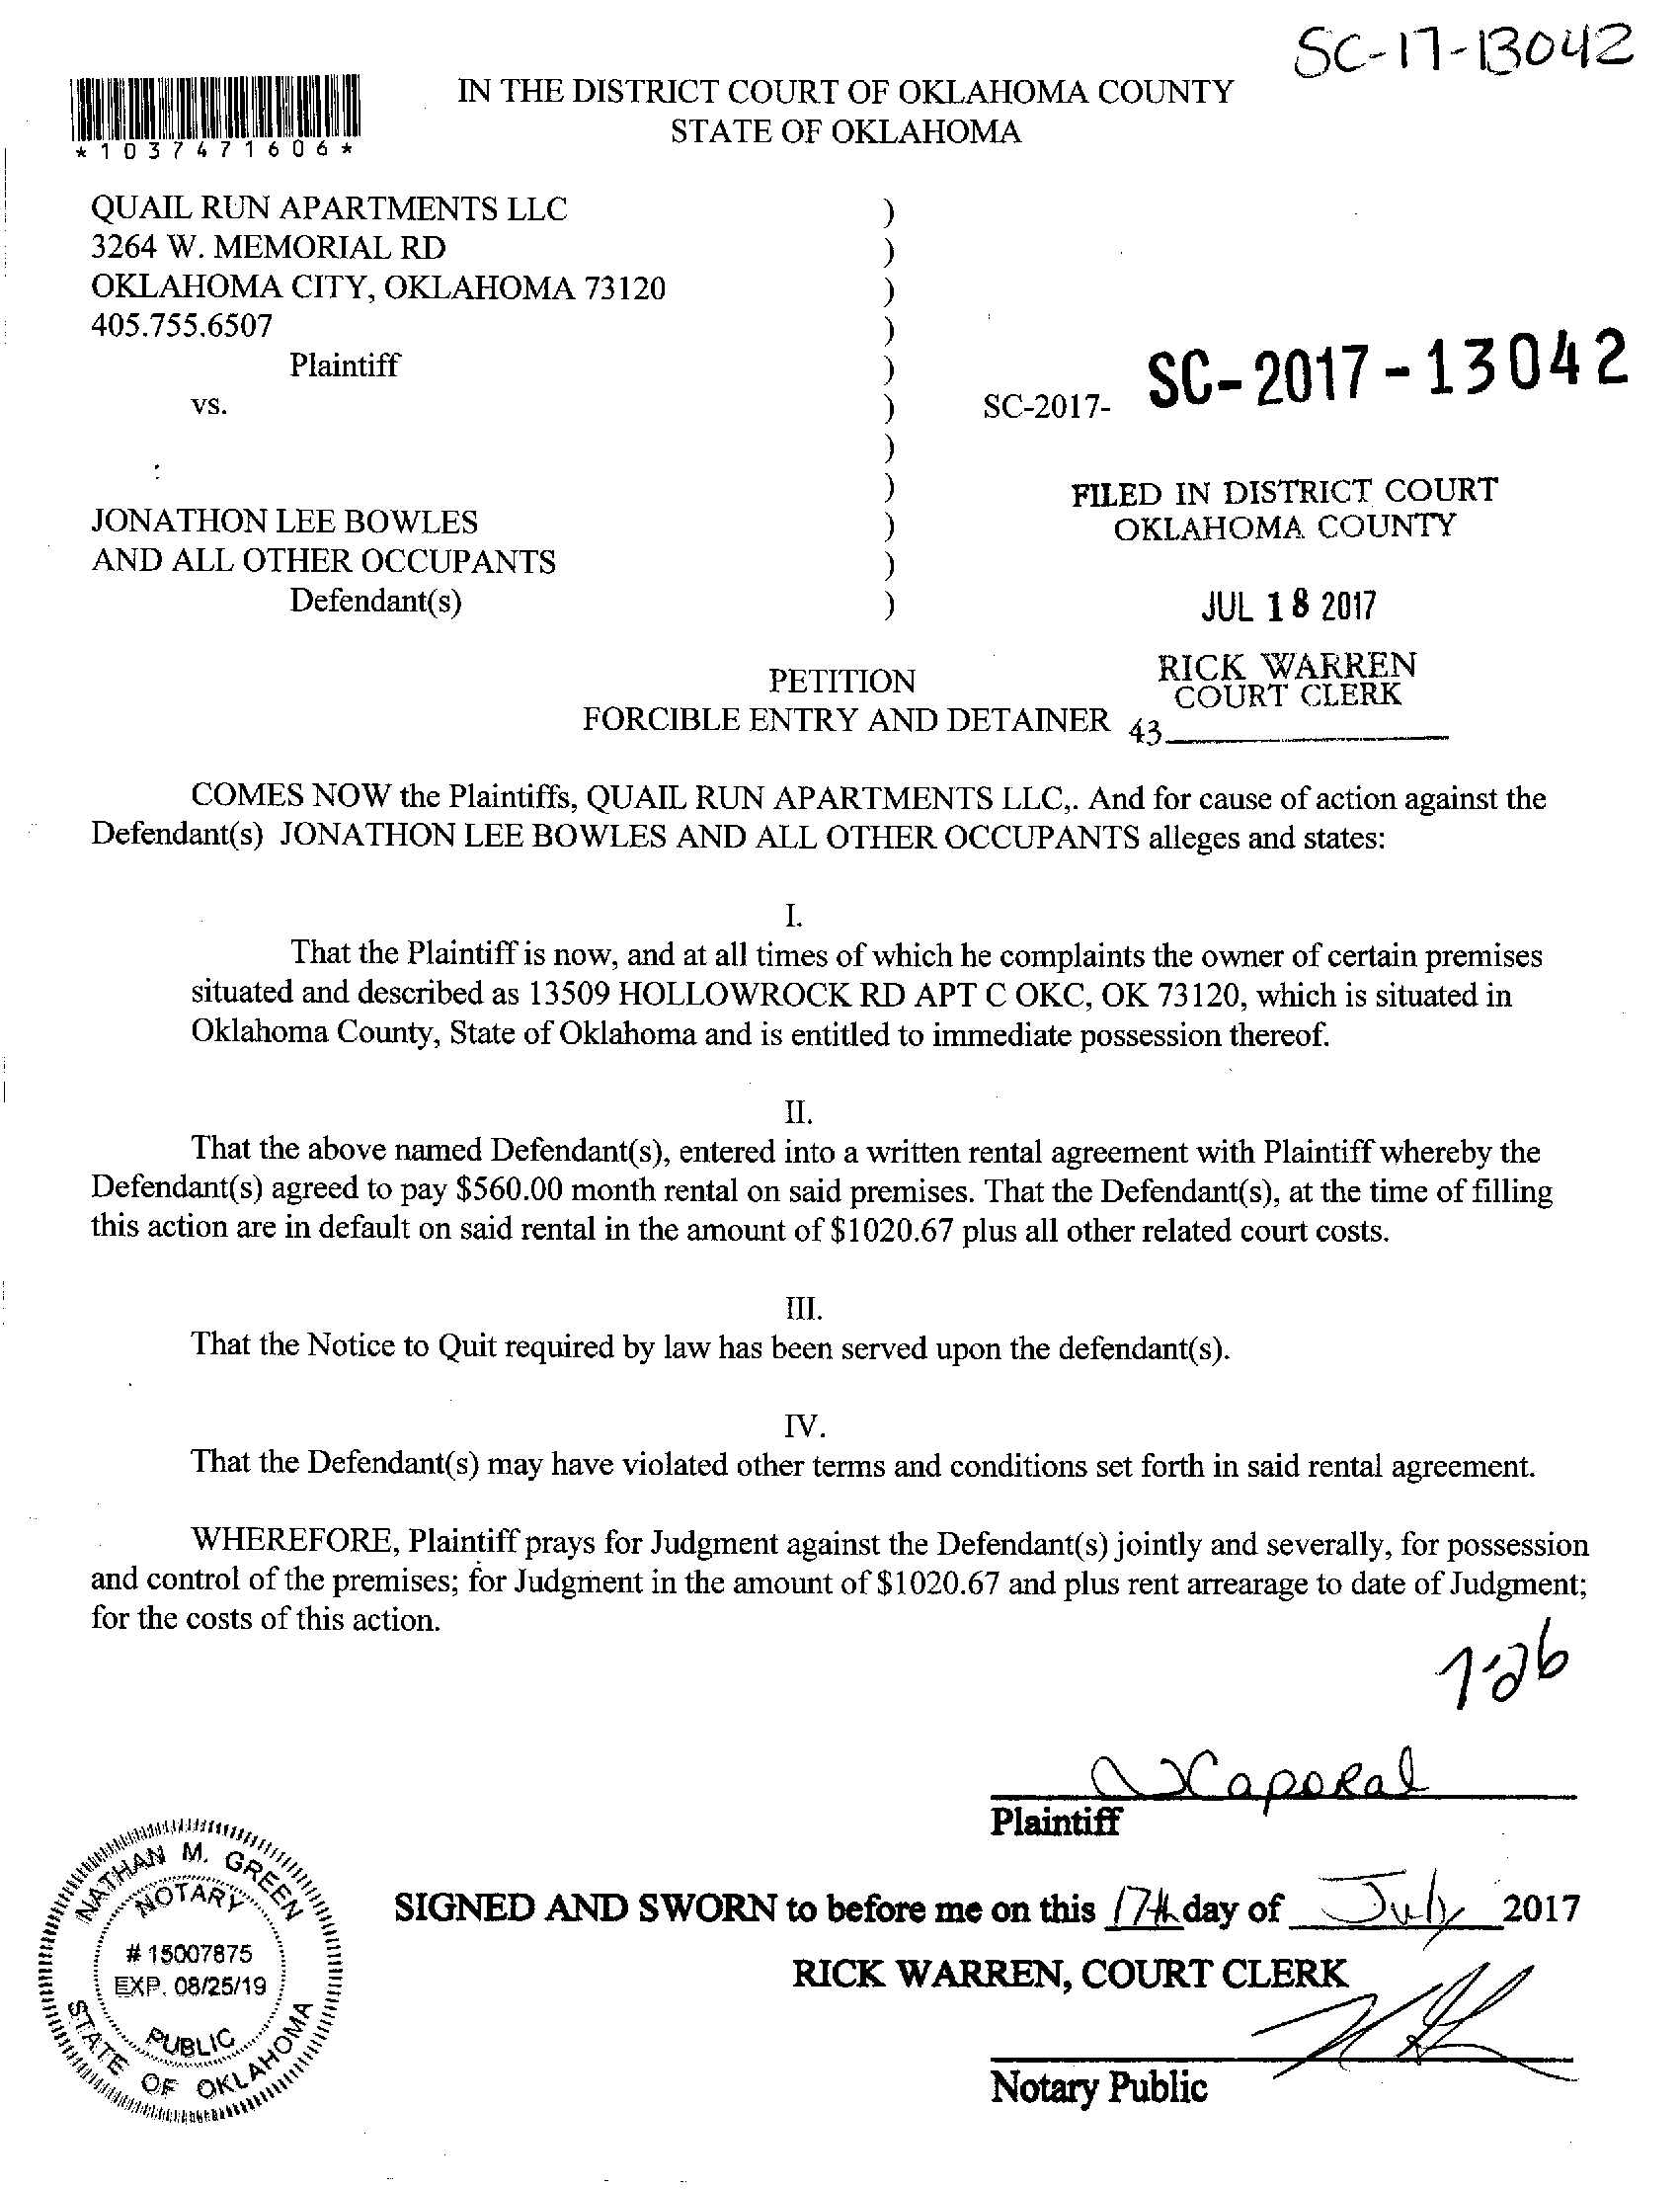 SC-17-13042
*1037471606*
IN THE DISTRICT COURT OF OKLAHOMA COUNTY
STATE OF OKLAHOMA
QUAIL RUN APARTMENTS LLC )
3264 W. MEMORIAL RD )
OKLAHOMA CITY, OKLAHOMA 73120 )
405.755.6507 )
Plaintiff )
vs. ) SC-2017- SC-2017-13042
)
)
FILED IN DISTRICT COURT
OKLAHOMA COUNTY
JONATHON LEE BOWLES )
AND ALL OTHER OCCUPANTS )
Defendant(s) )
JUL 18 2017
RICK WARREN
COURT CLERK
43
PETITION
FORCIBLE ENTRY AND DETAINER
COMES NOW the Plaintiffs, QUAIL RUN APARTMENTS LLC,. And for cause of action against the
Defendant(s) JONATHON LEE BOWLES AND ALL OTHER OCCUPANTS alleges and states:
I.
That the Plaintiff is now, and at all times of which he complaints the owner of certain premises
situated and described as 13509 HOLLOWROCK RD APT C OKC, OK 73120, which is situated in
Oklahoma County, State of Oklahoma and is entitled to immediate possession thereof.
II.
That the above named Defendant(s), entered into a written rental agreement with Plaintiff whereby the
Defendant(s) agreed to pay $560.00 month rental on said premises. That the Defendant(s), at the time of filling
this action are in default on said rental in the amount of $1020.67 plus all other related court costs.
III.
That the Notice to Quit required by law has been served upon the defendant(s).
IV.
That the Defendant(s) may have violated other terms and conditions set forth in said rental agreement.
WHEREFORE, Plaintiff prays for Judgment against the Defendant(s) jointly and severally, for possession
and control of the premises; for Judgment in the amount of $1020.67 and plus rent arrearage to date of Judgment;
for the costs of this action.
7-26
Caporal
Plaintiff
SIGNED AND SWORN to before me on this 17th day of July 2017
RICK WARREN, COURT CLERK
Notary Public
NATHAN M. GREEN
NOTARY
# 15007875
EXP. 08/25/19
PUBLIC
STATE OF OKLAHOMA